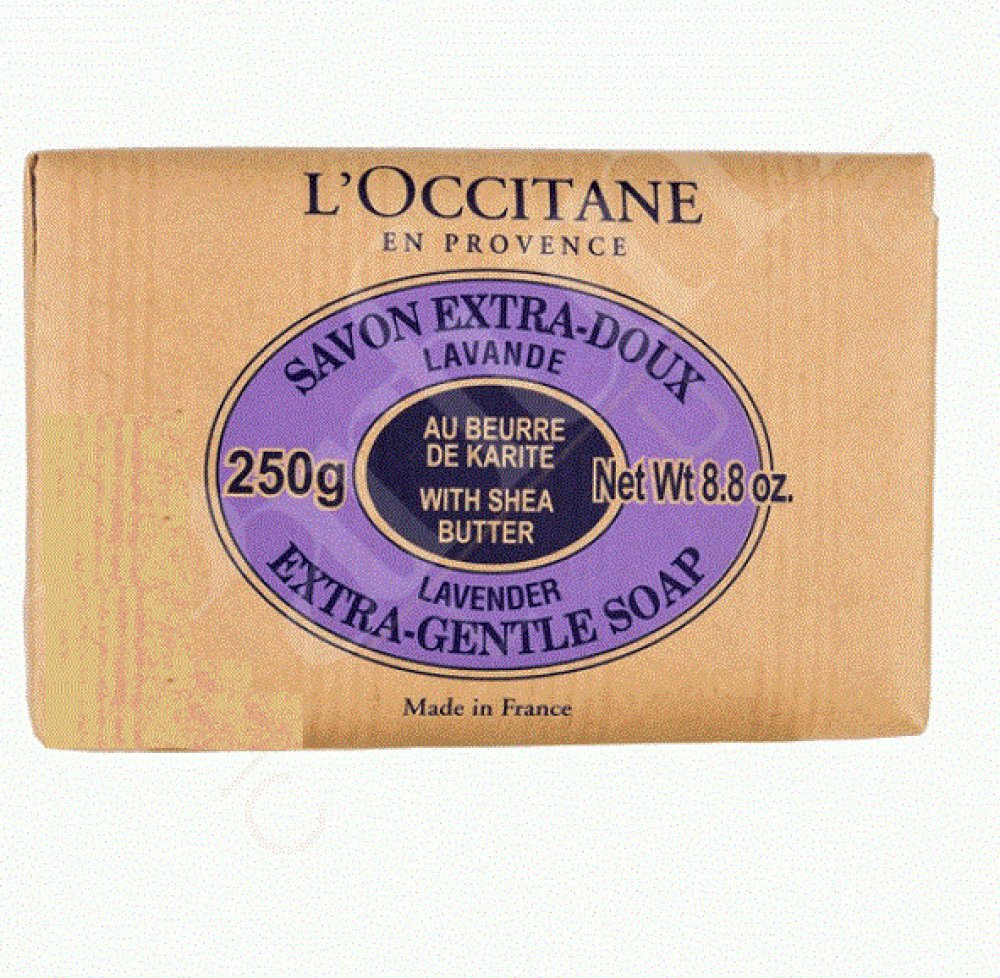 L'OCCITANE
EN PROVENCE
SAVON EXTRA-DOUX
LAVANDE
AU BEURRE
DE KARITE
250g
Net Wt 8.8 oz.
WITH SHEA
BUTTER
LAVENDER
EXTRA-GENTLE SOAP
Made in France